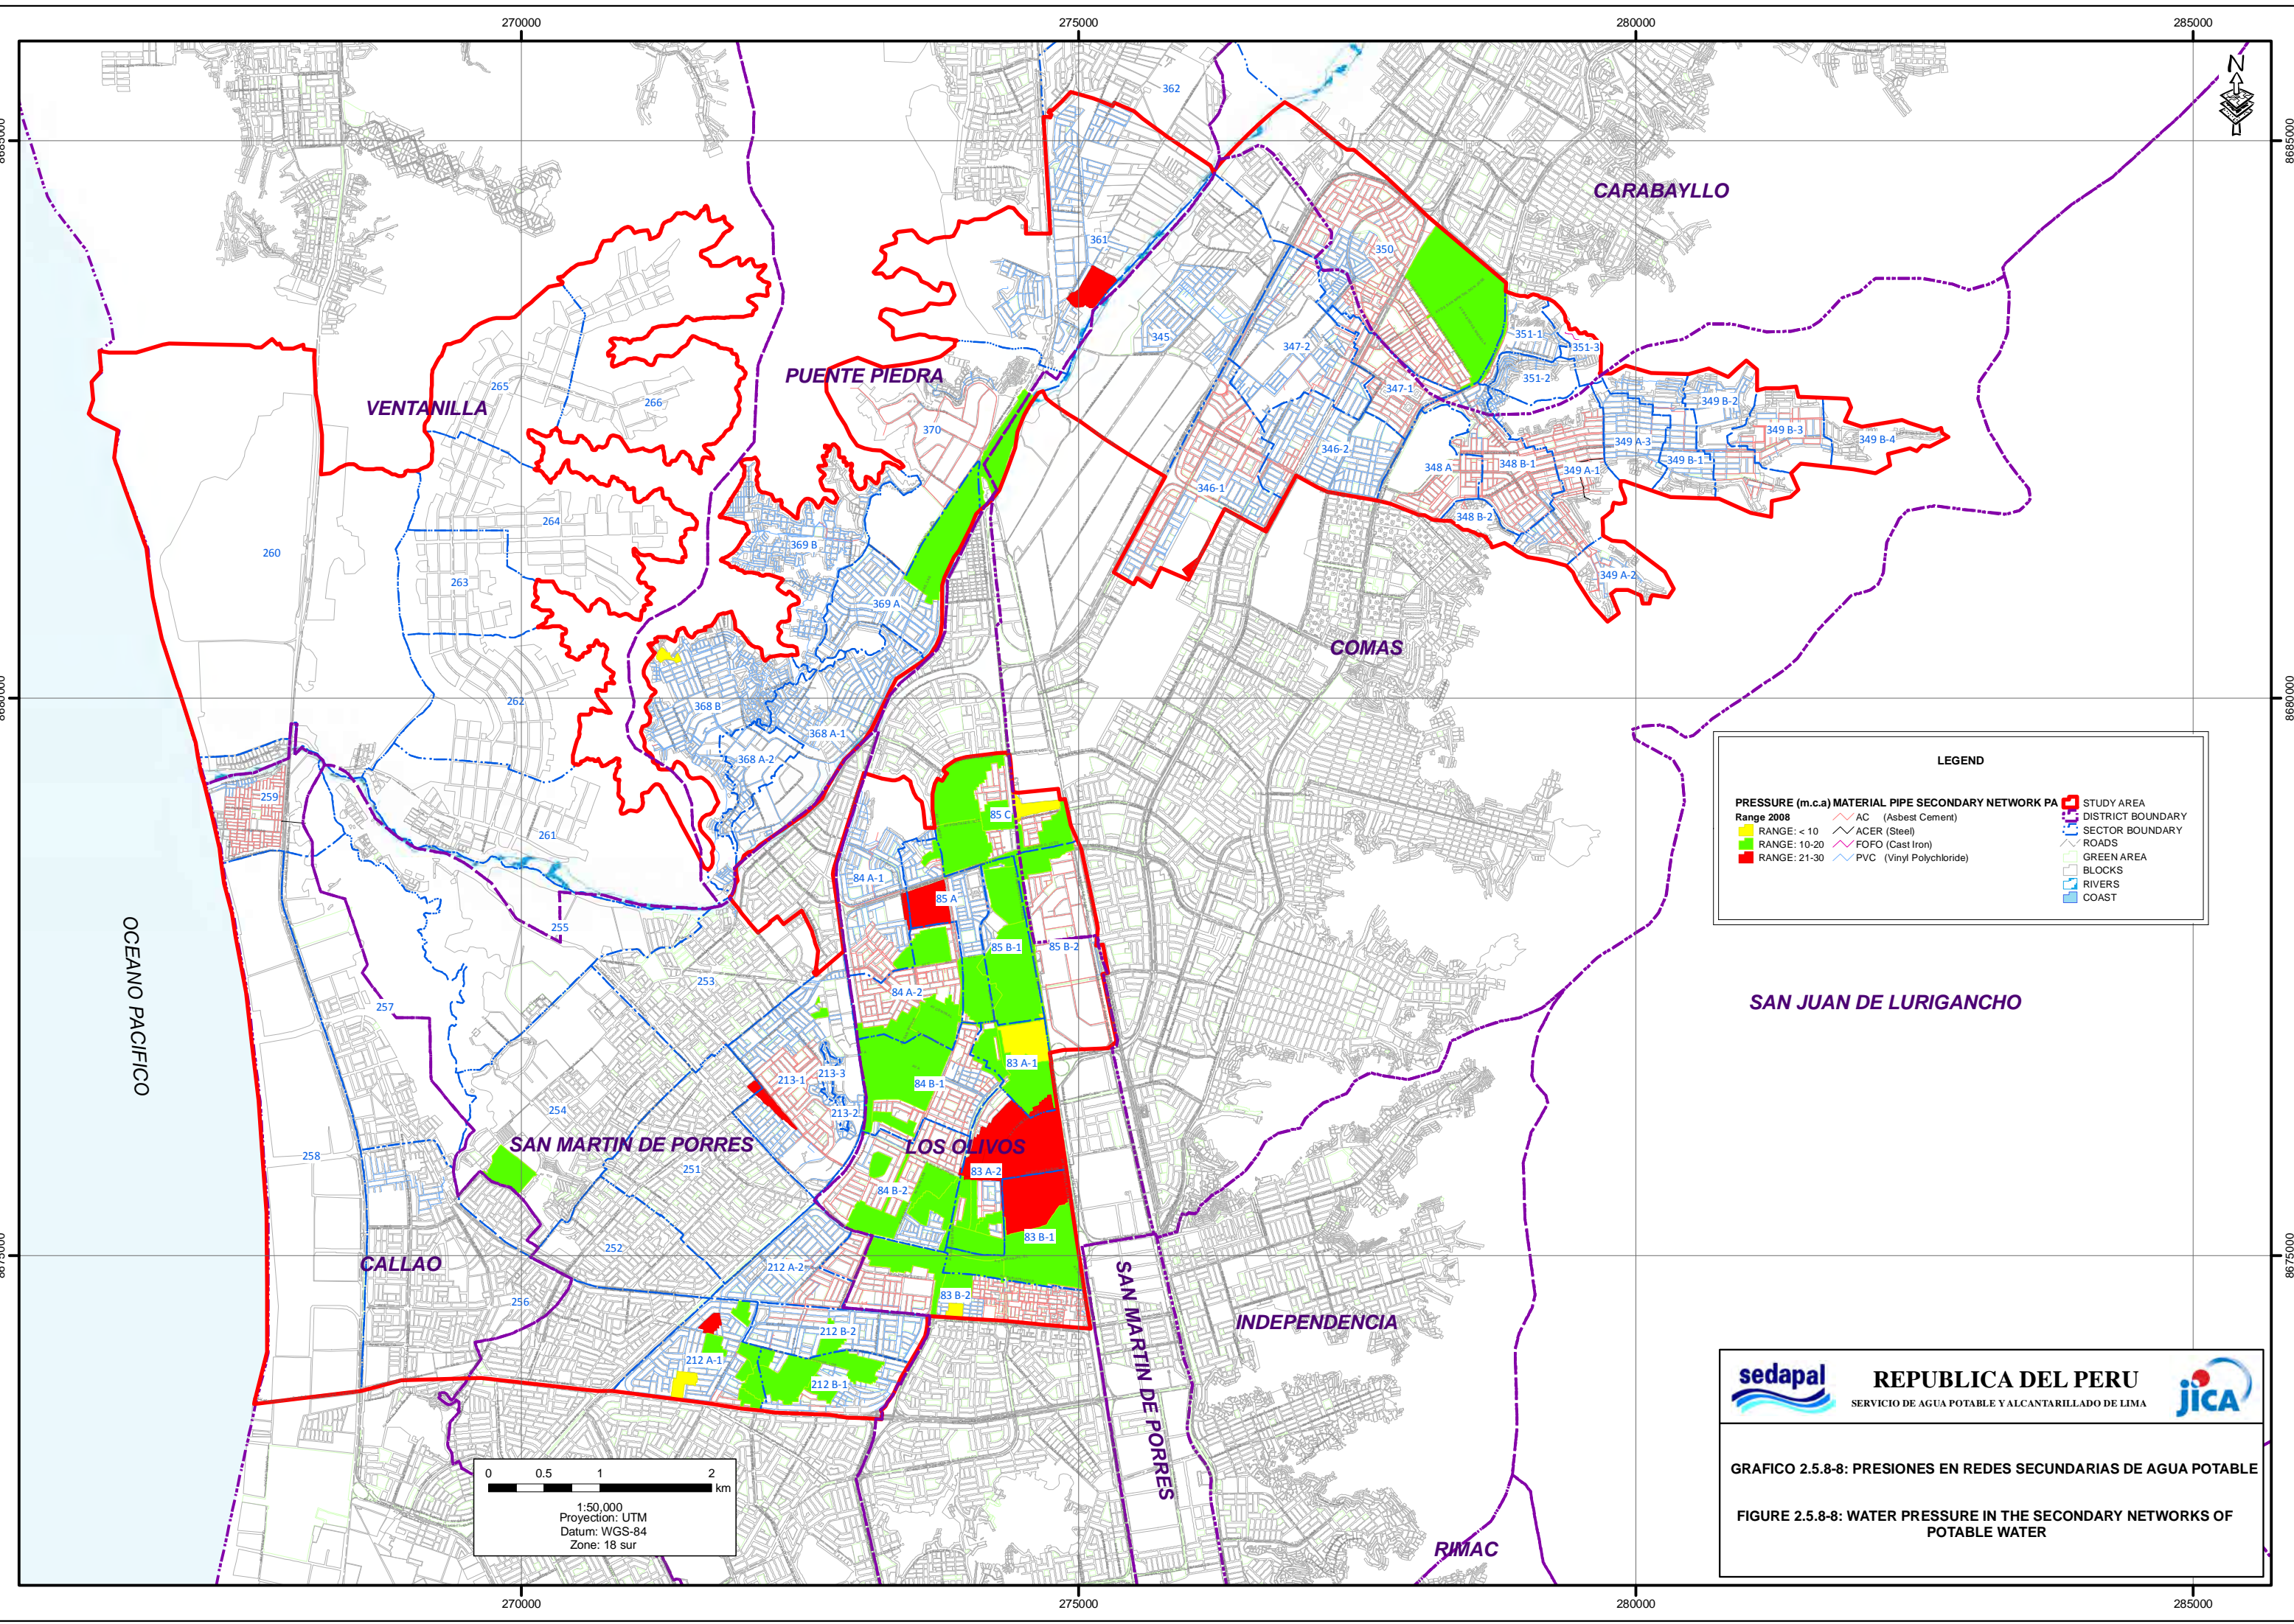 270000
275000
280000
285000
N
8685000
8685000
362
CARABAYLLO
361
350
345
347-2
351-1
351-3
351-2
347-1
PUENTE PIEDRA
265
266
VENTANILLA
370
349 B-2
349 B-3
349 B-4
349 A-3
349 B-1
346-2
348 A
348 B-1
349 A-1
346-1
348 B-2
264
260
369 B
263
349 A-2
369 A
COMAS
8680000
8680000
262
368 B
368 A-1
368 A-2
259
261
85 C
84 A-1
85 A
255
85 B-1
85 B-2
253
84 A-2
257
OCEANO PACIFICO
SAN JUAN DE LURIGANCHO
83 A-1
213-1
213-3
84 B-1
213-2
254
SAN MARTIN DE PORRES
LOS OLIVOS
258
251
83 A-2
84 B-2
83 B-1
252
8675000
8675000
CALLAO
212 A-2
256
83 B-2
SAN MARTIN DE PORRES
INDEPENDENCIA
212 B-2
212 A-1
212 B-1
RIMAC
LEGEND
PRESSURE (m.c.a) MATERIAL PIPE SECONDARY NETWORK PA
Range 2008
RANGE: < 10
RANGE: 10-20
RANGE: 21-30
AC (Asbest Cement)
ACER (Steel)
FOFO (Cast Iron)
PVC (Vinyl Polychloride)
STUDY AREA
DISTRICT BOUNDARY
SECTOR BOUNDARY
ROADS
GREEN AREA
BLOCKS
RIVERS
COAST
0 0.5 1 2
km
1:50,000
Proyection: UTM
Datum: WGS-84
Zone: 18 sur
sedapal
REPUBLICA DEL PERU
SERVICIO DE AGUA POTABLE Y ALCANTARILLADO DE LIMA
jICA
GRAFICO 2.5.8-8: PRESIONES EN REDES SECUNDARIAS DE AGUA POTABLE
FIGURE 2.5.8-8: WATER PRESSURE IN THE SECONDARY NETWORKS OF
POTABLE WATER
270000
275000
280000
285000